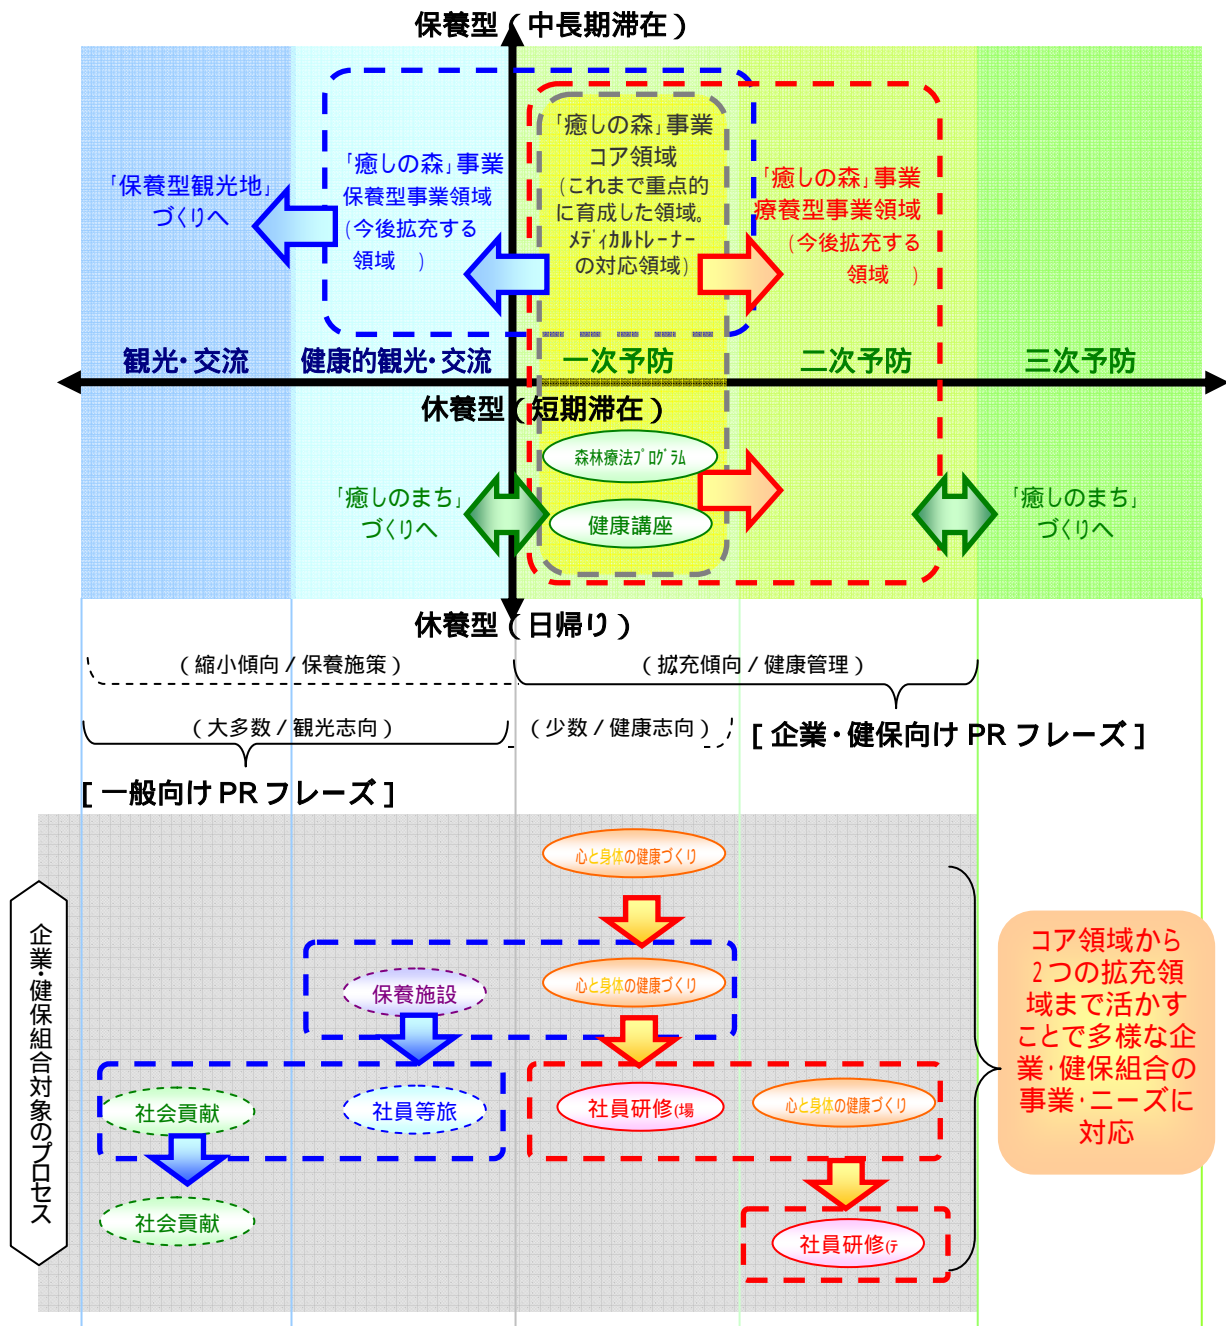 保養型（中長期滞在）
「癒しの森」事業
コア領域
（これまで重点的
に育成した領域。
ﾒﾃﾞｨｶﾙﾄﾚｰﾅｰ
の対応領域）
「癒しの森」事業
保養型事業領域
（今後拡充する
領域　）
「保養型観光地」
づくりへ
「癒しの森」事業
療養型事業領域
（今後拡充する
領域　）
観光・交流
健康的観光・交流
一次予防
二次予防
三次予防
休養型（短期滞在）
森林療法ﾌﾟﾛｸﾞﾗﾑ
健康講座
「癒しのまち」
づくりへ
「癒しのまち」
づくりへ
休養型（日帰り）
（縮小傾向／保養施策）
（拡充傾向／健康管理）
（大多数／観光志向）
（少数／健康志向）
［企業・健保向けPRフレーズ］
［一般向けPRフレーズ］
心と身体の健康づくり
企業・健保組合対象のプロセス
保養施設
心と身体の健康づくり
社会貢献
社員等旅
社員研修(場
心と身体の健康づくり
社会貢献
社員研修(ﾃ
コア領域から
2つの拡充領
域まで活かす
ことで多様な企
業・健保組合の
事業・ニーズに
対応